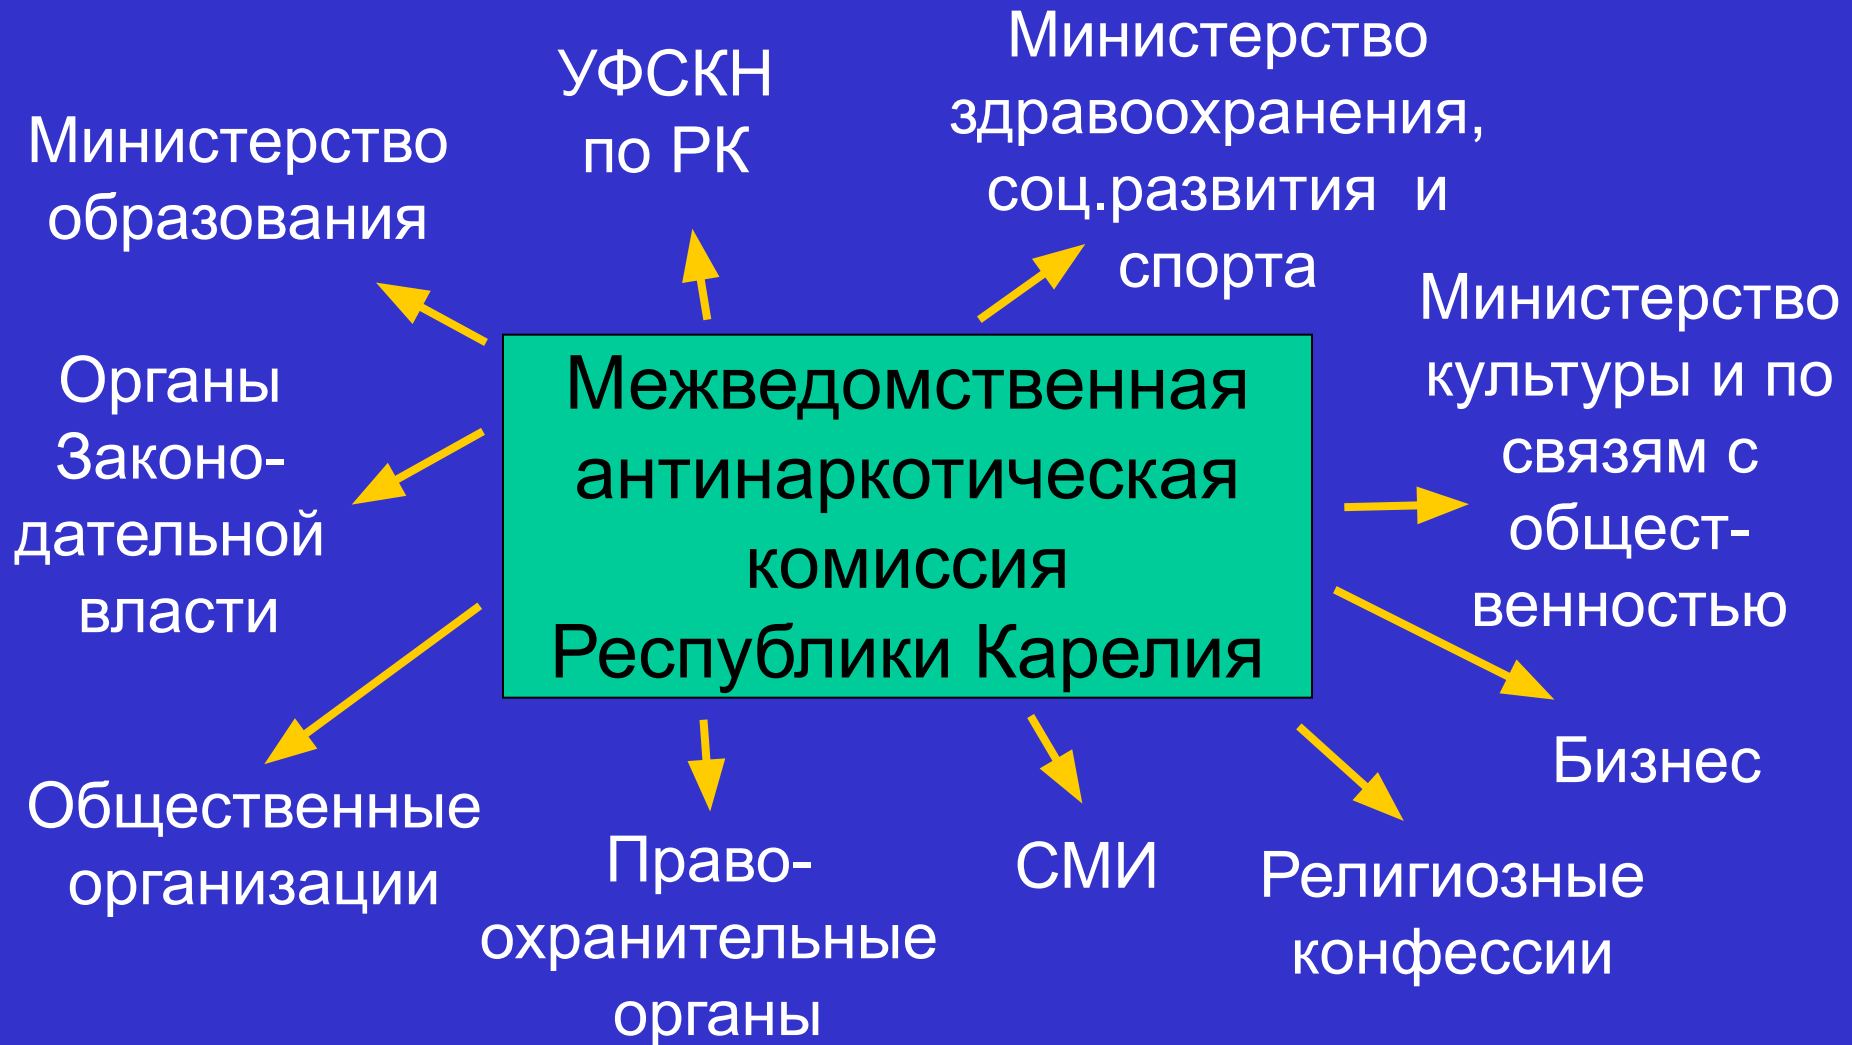 Министерство
образования
УФСКН
по РК
Министерство
здравоохранения,
соц.развития и
спорта
Министерство
культуры и по
связям с
общест-
венностью
Органы
Законо-
дательной
власти
Межведомственная
антинаркотическая
комиссия
Республики Карелия
Общественные
организации
Право-
охранительные
органы
СМИ
Религиозные
конфессии
Бизнес